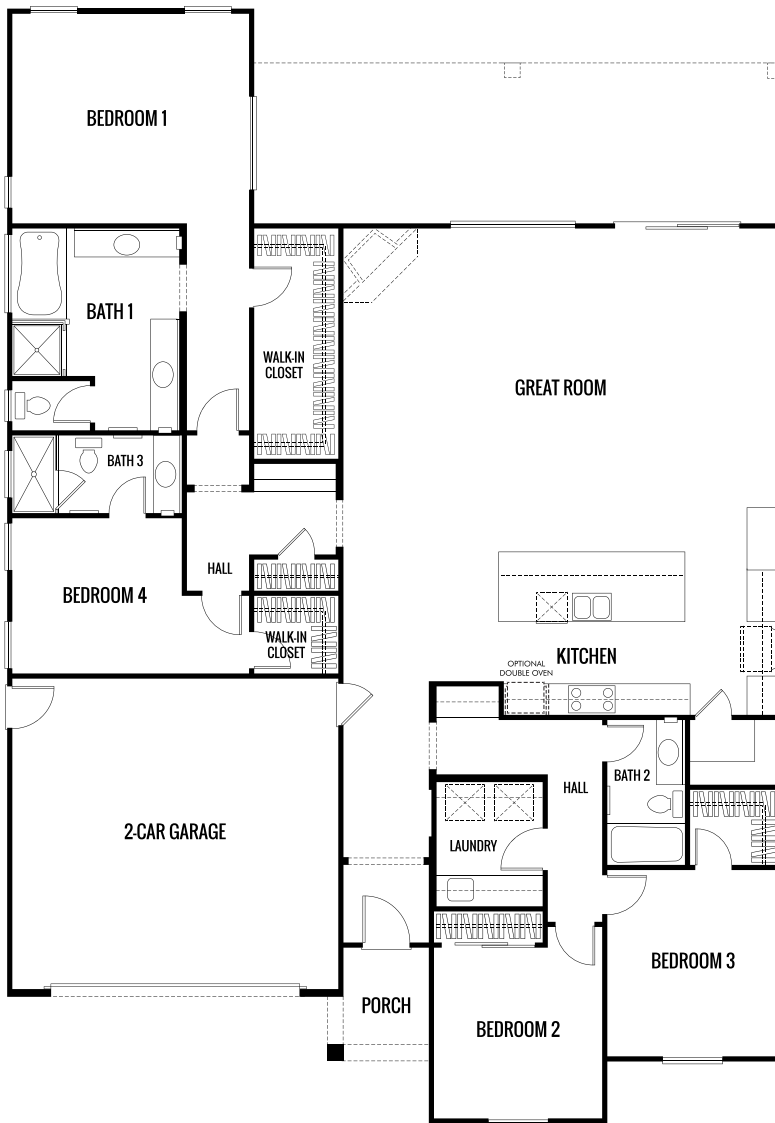 BEDROOM 1
BATH 1
WALK-IN
CLOSET
GREAT ROOM
BATH 3
HALL
BEDROOM 4
WALK-IN
CLOSET
KITCHEN
OPTIONAL
DOUBLE OVEN
BATH 2
HALL
2-CAR GARAGE
LAUNDRY
BEDROOM 3
PORCH
BEDROOM 2